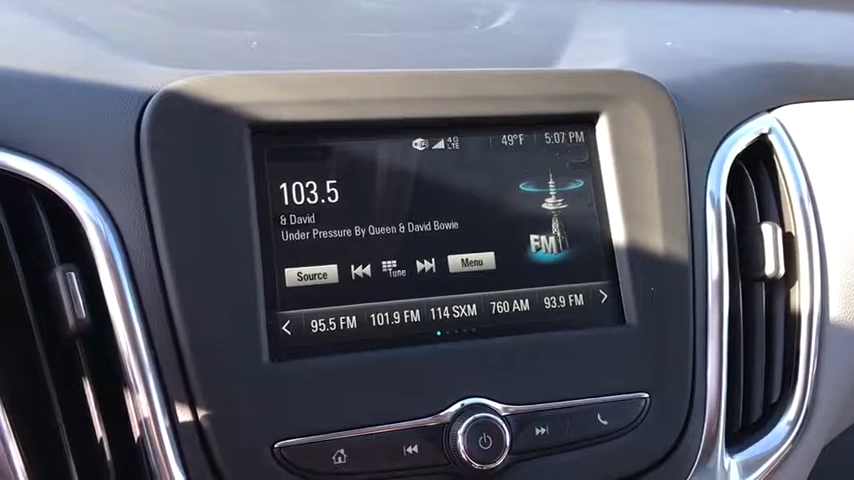 4G LTE 49°F 5:07 PM
103.5
& David
Under Pressure By Queen & David Bowie
FM
Source Tune Menu
95.5 FM 101.9 FM 114 SXM 760 AM 93.9 FM